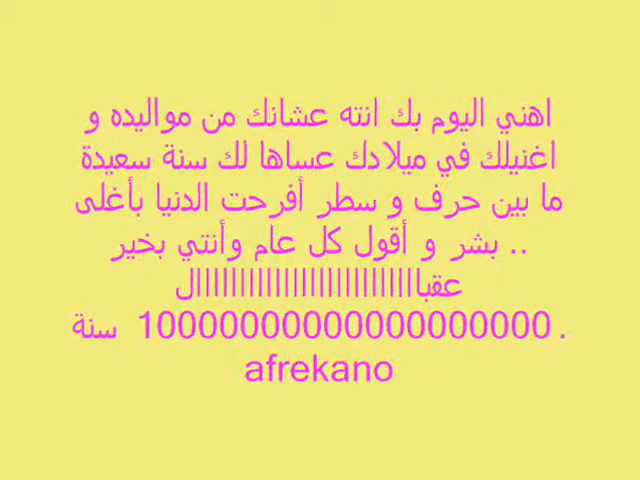 اهني اليوم بك انته عشانك من مواليده و
اغنيلك في ميلادك عساها لك سنة سعيدة
ما بين حرف و سطر أفرحت الدنيا بأغلى
بشر و أقول كل عام وأنتي بخير ..
عقبااااااااااااااااااااااااااال
10000000000000000000 سنة .
afrekano